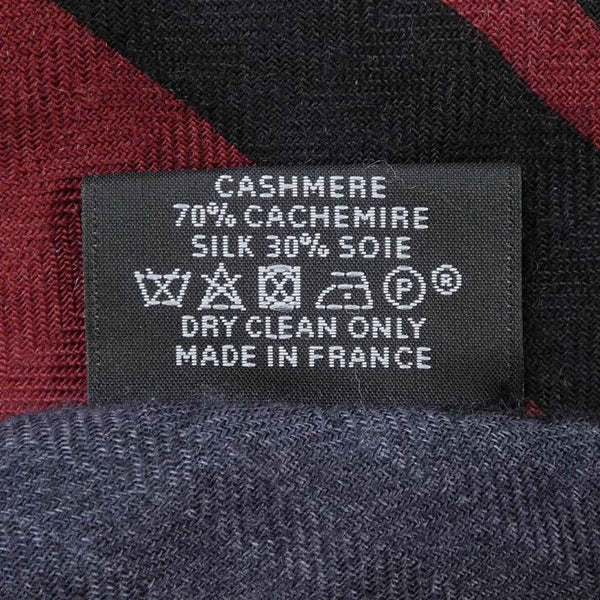 CASHMERE
70% CACHEMIRE
SILK 30% SOIE
P®
DRY CLEAN ONLY
MADE IN FRANCE